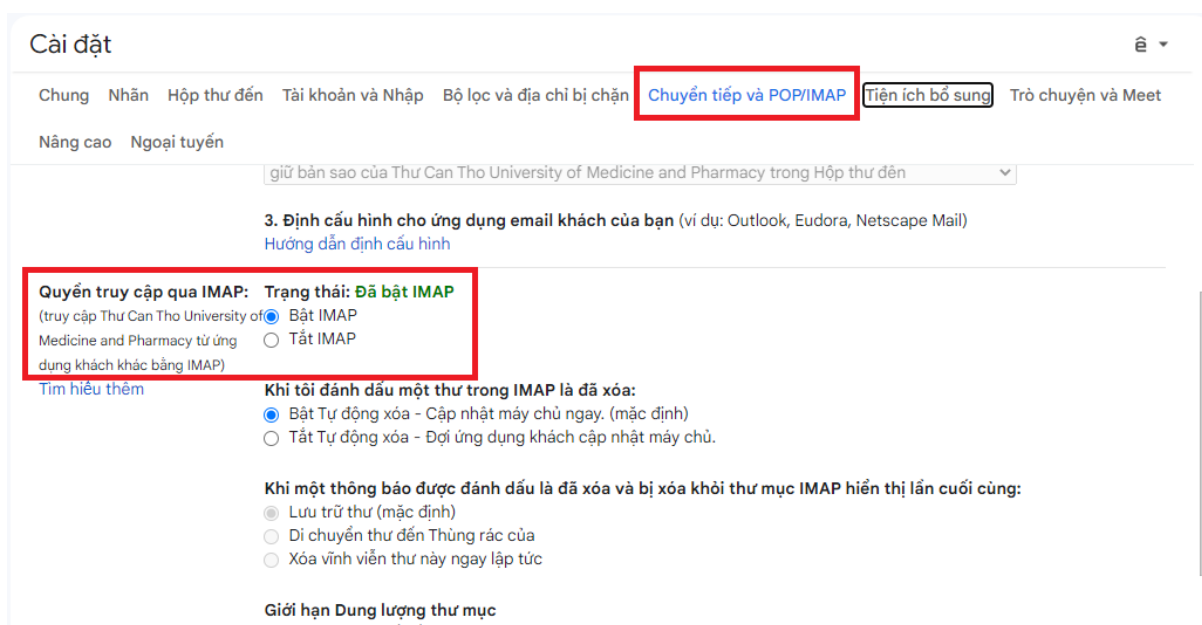 Cài đặt
ê
Chung Nhãn Hộp thư đến Tài khoản và Nhập Bộ lọc và địa chỉ bị chặn Chuyển tiếp và POP/IMAP Tiện ích bổ sung Trò chuyện và Meet
Nâng cao Ngoại tuyến
giữ bản sao của Thư Can Tho University of Medicine and Pharmacy trong Hộp thư đến
3. Định cấu hình cho ứng dụng email khách của bạn (ví dụ: Outlook, Eudora, Netscape Mail)
Hướng dẫn định cấu hình
Quyền truy cập qua IMAP: Trạng thái: Đã bật IMAP
(truy cập Thư Can Tho University of Bật IMAP
Medicine and Pharmacy từ ứng Tắt IMAP
dụng khách khác bằng IMAP)
Tìm hiểu thêm Khi tôi đánh dấu một thư trong IMAP là đã xóa:
Bật Tự động xóa - Cập nhật máy chủ ngay. (mặc định)
Tắt Tự động xóa - Đợi ứng dụng khách cập nhật máy chủ.
Khi một thông báo được đánh dấu là đã xóa và bị xóa khỏi thư mục IMAP hiển thị lần cuối cùng:
Lưu trữ thư (mặc định)
Di chuyển thư đến Thùng rác của
Xóa vĩnh viễn thư này ngay lập tức
Giới hạn Dung lượng thư mục